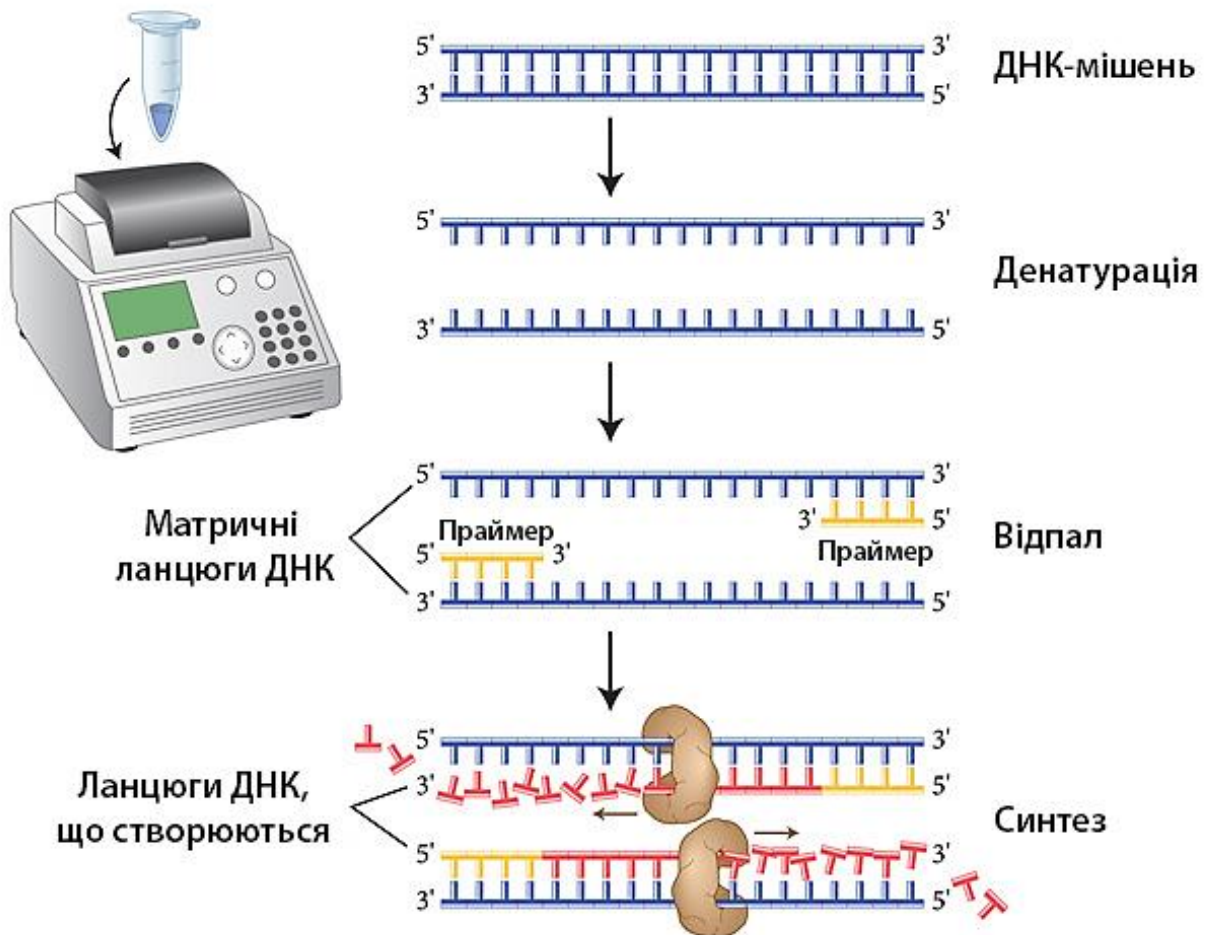 5' 3'
ДНК-мішень
3' 5'
5' 3'
Денатурація
3' 5'
5' 3'
3' 5'
Матричні
ланцюги ДНК
Праймер
5' 3'
Праймер
Відпал
3' 5'
5' 3'
3' 5'
Ланцюги ДНК,
що створюються
Синтез
5' 3'
3' 5'